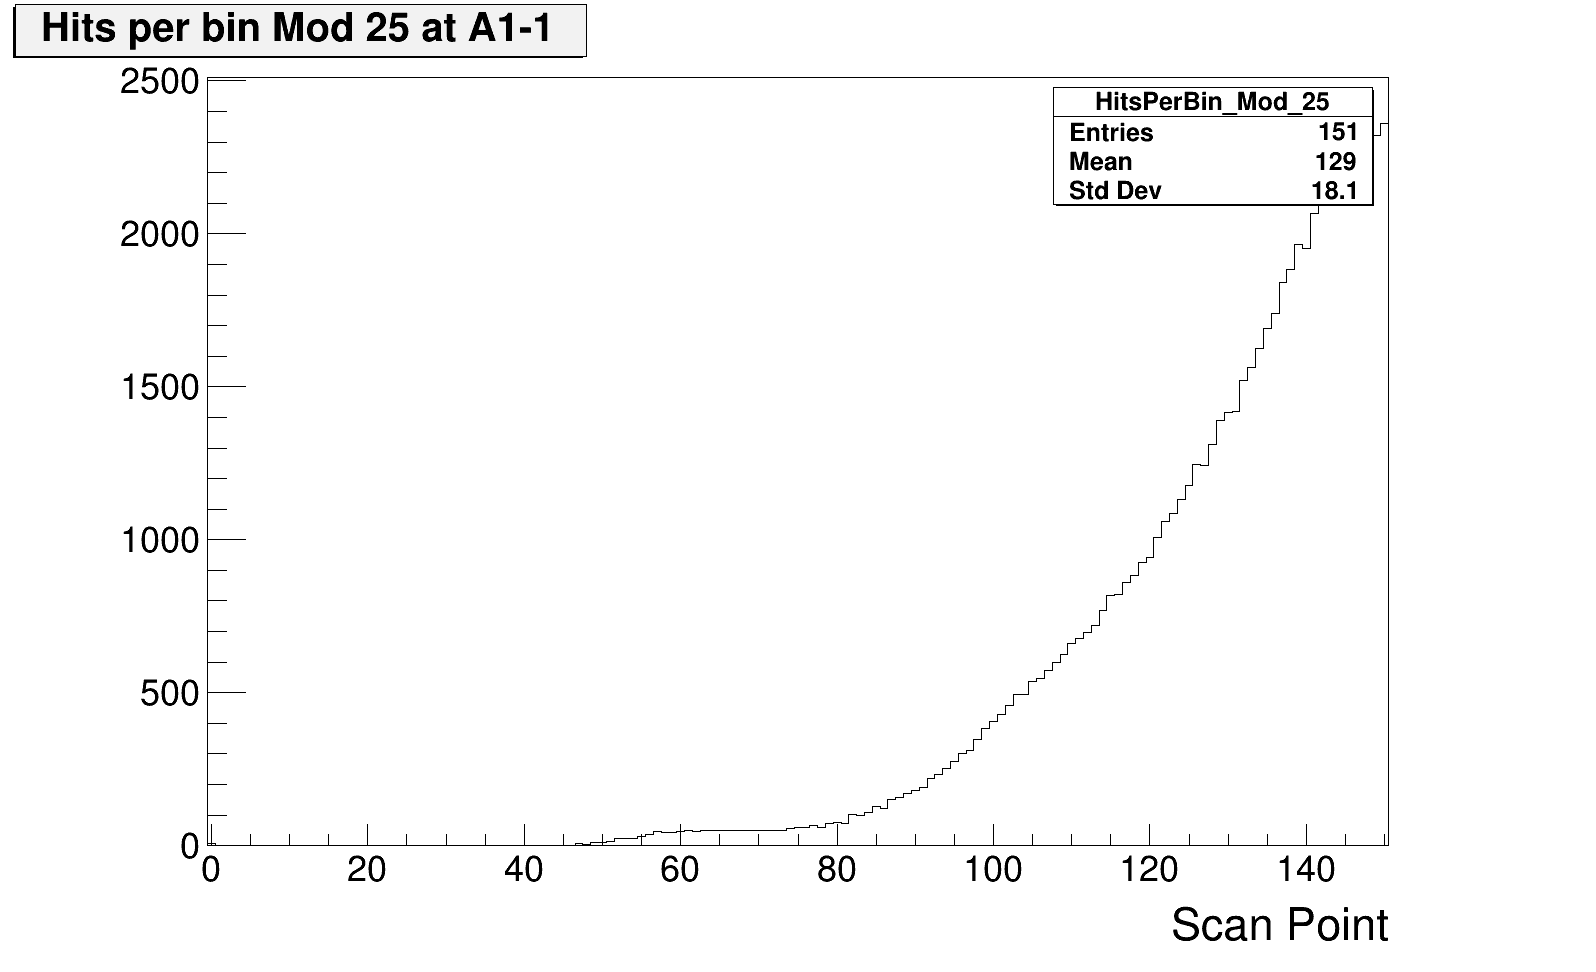 Hits per bin Mod 25 at A1-1
HitsPerBin_Mod_25
Entries 151
Mean 129
Std Dev 18.1
2500
2000
1500
1000
500
0
0 20 40 60 80 100 120 140
Scan Point